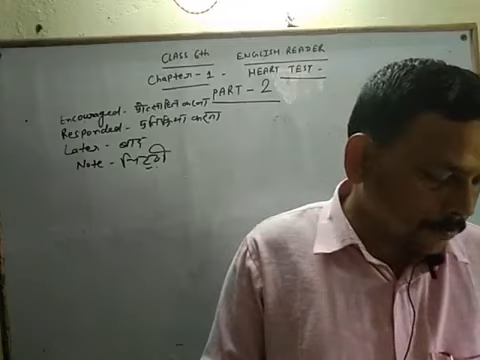 CLASS 6th ENGLISH READER
Chapter - 1 - HEART TEST -
PART - 2
Encouraged - प्रोत्साहित करना
Responded - प्रतिक्रिया करना
Later - बाद
Note - चिट्ठी